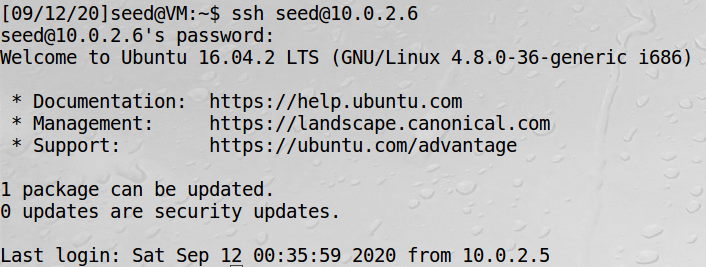 [09/12/20]seed@VM:~$ ssh seed@10.0.2.6
seed@10.0.2.6's password:
Welcome to Ubuntu 16.04.2 LTS (GNU/Linux 4.8.0-36-generic i686)
* Documentation:  https://help.ubuntu.com
* Management:     https://landscape.canonical.com
* Support:        https://ubuntu.com/advantage
1 package can be updated.
0 updates are security updates.
Last login: Sat Sep 12 00:35:59 2020 from 10.0.2.5